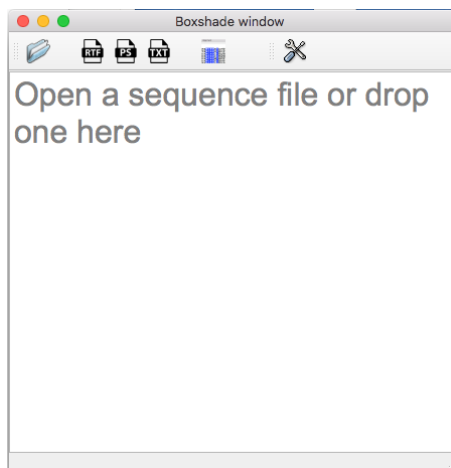 Boxshade window
RTF PS TXT
Open a sequence file or drop
one here